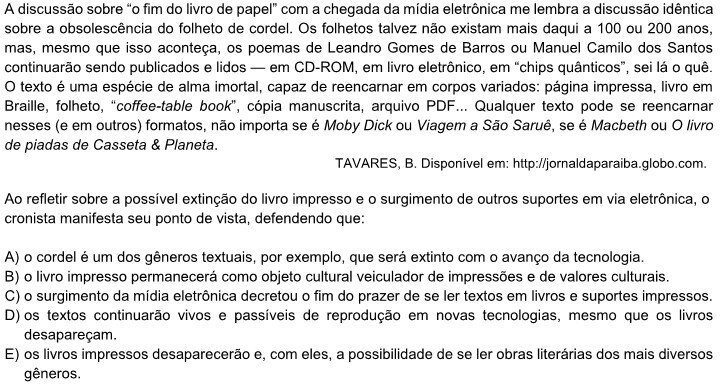 A discussão sobre “o fim do livro de papel” com a chegada da mídia eletrônica me lembra a discussão idêntica
sobre a obsolescência do folheto de cordel. Os folhetos talvez não existam mais daqui a 100 ou 200 anos,
mas, mesmo que isso aconteça, os poemas de Leandro Gomes de Barros ou Manuel Camilo dos Santos
continuarão sendo publicados e lidos — em CD-ROM, em livro eletrônico, em “chips quânticos”, sei lá o quê.
O texto é uma espécie de alma imortal, capaz de reencarnar em corpos variados: página impressa, livro em
Braille, folheto, “coffee-table book”, cópia manuscrita, arquivo PDF... Qualquer texto pode se reencarnar
nesses (e em outros) formatos, não importa se é Moby Dick ou Viagem a São Saruê, se é Macbeth ou O livro
de piadas de Casseta & Planeta.
TAVARES, B. Disponível em: http://jornaldaparaiba.globo.com.
Ao refletir sobre a possível extinção do livro impresso e o surgimento de outros suportes em via eletrônica, o
cronista manifesta seu ponto de vista, defendendo que:
A) o cordel é um dos gêneros textuais, por exemplo, que será extinto com o avanço da tecnologia.
B) o livro impresso permanecerá como objeto cultural veiculador de impressões e de valores culturais.
C) o surgimento da mídia eletrônica decretou o fim do prazer de se ler textos em livros e suportes impressos.
D) os textos continuarão vivos e passíveis de reprodução em novas tecnologias, mesmo que os livros
desapareçam.
E) os livros impressos desaparecerão e, com eles, a possibilidade de se ler obras literárias dos mais diversos
gêneros.